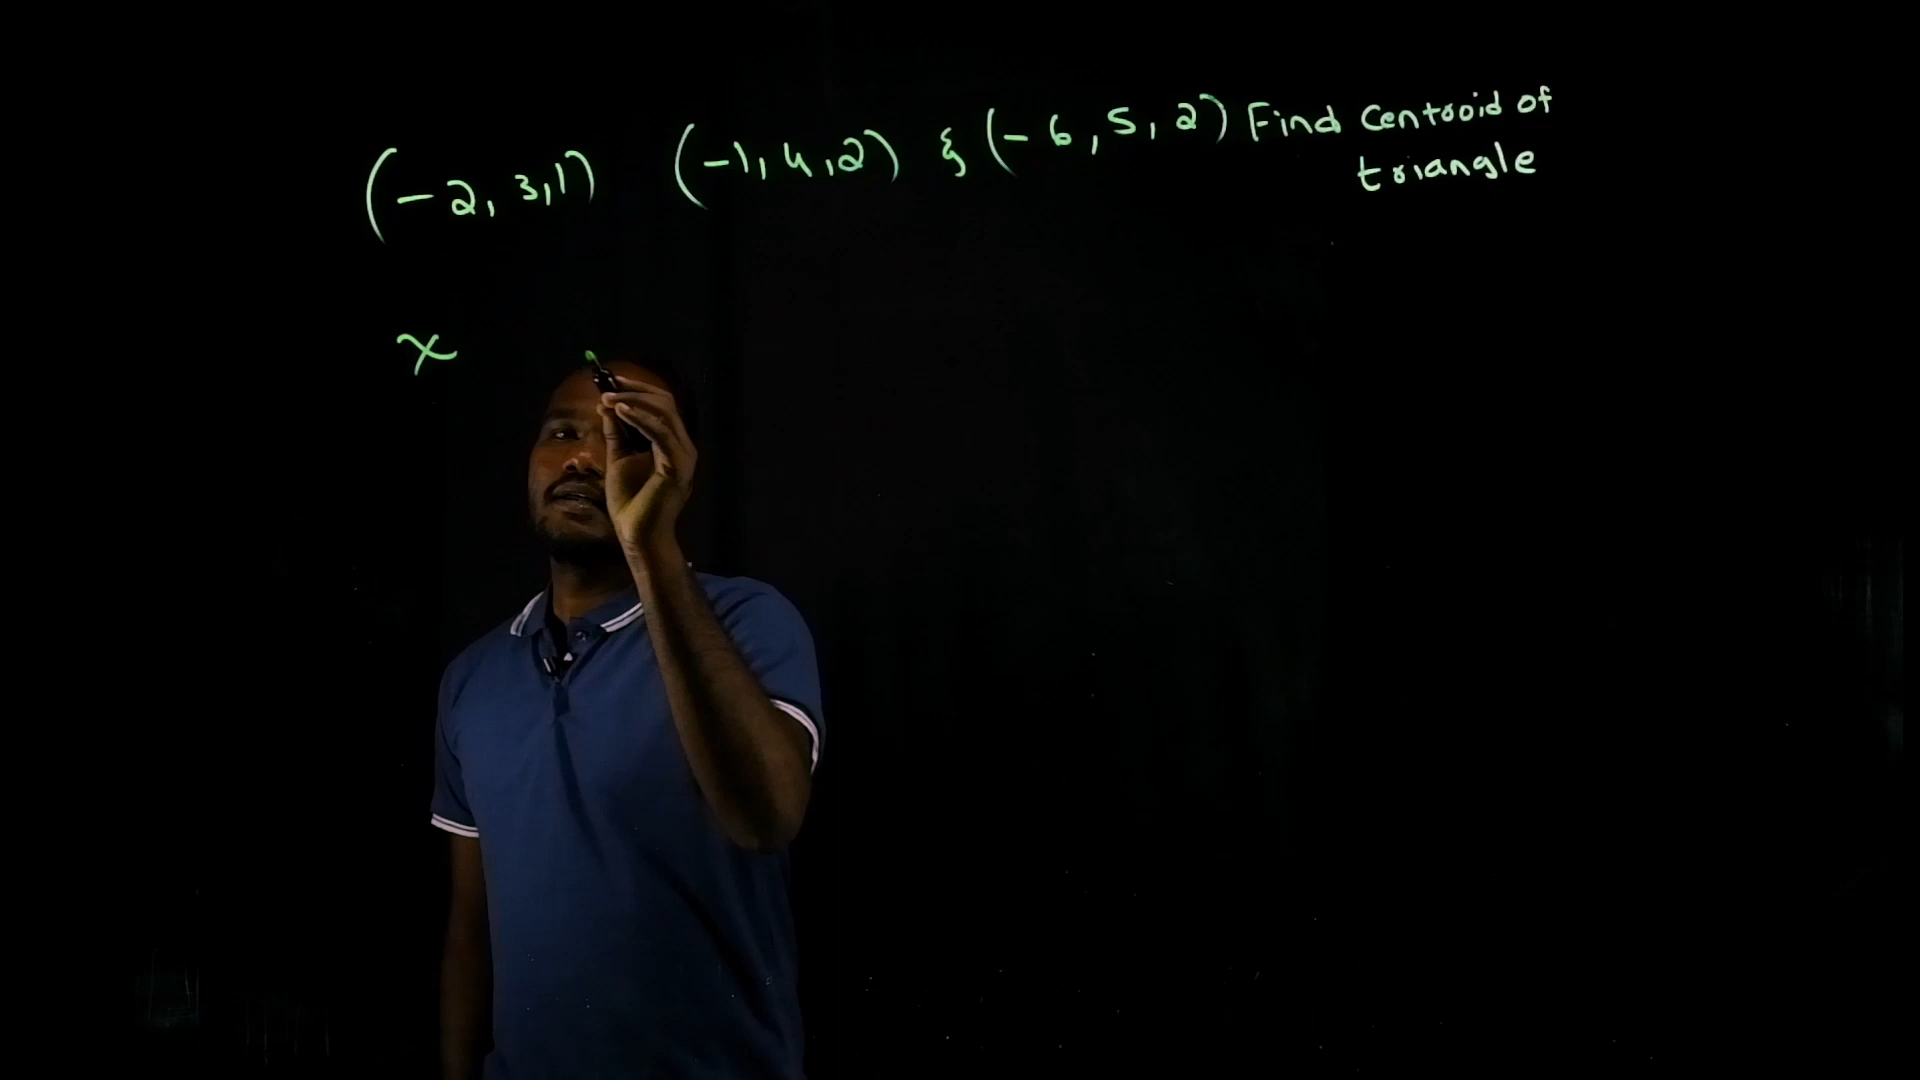 (-2, 3,1) (-1, 4,2) & (-6, 5, 2) Find Centroid of
triangle
x